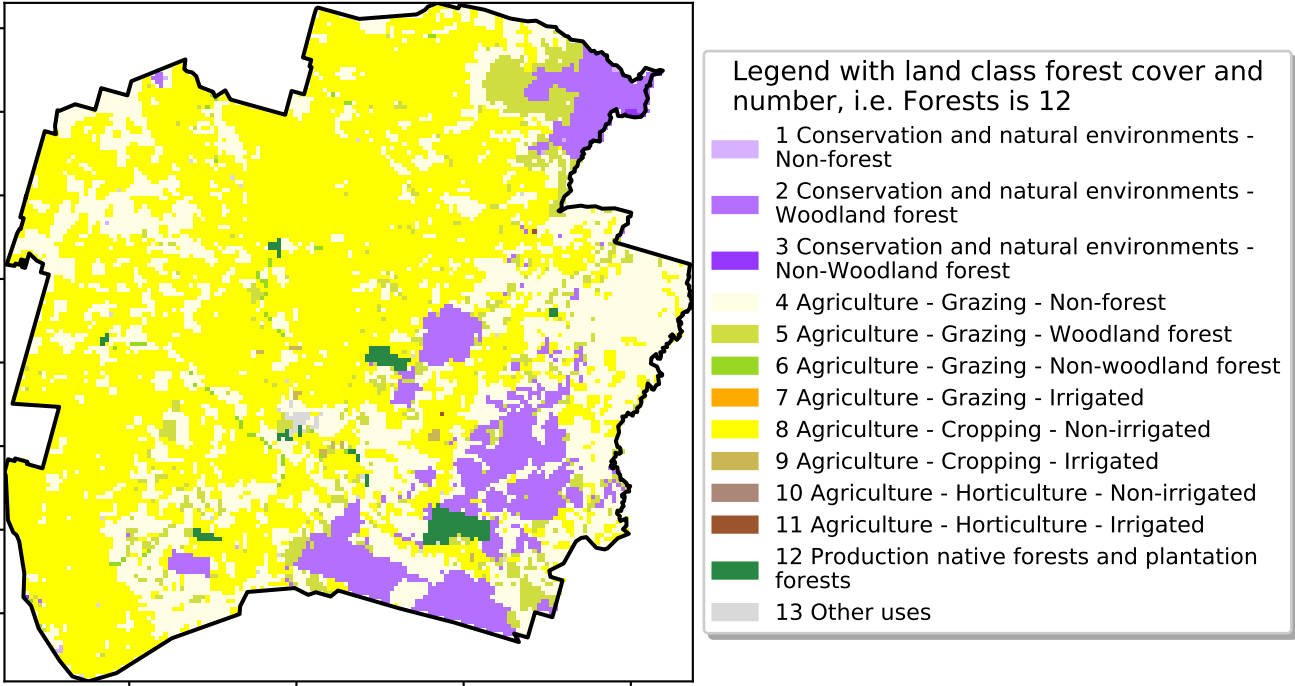 Legend with land class forest cover and
number, i.e. Forests is 12
1 Conservation and natural environments -
Non-forest
2 Conservation and natural environments -
Woodland forest
3 Conservation and natural environments -
Non-Woodland forest
4 Agriculture - Grazing - Non-forest
5 Agriculture - Grazing - Woodland forest
6 Agriculture - Grazing - Non-woodland forest
7 Agriculture - Grazing - Irrigated
8 Agriculture - Cropping - Non-irrigated
9 Agriculture - Cropping - Irrigated
10 Agriculture - Horticulture - Non-irrigated
11 Agriculture - Horticulture - Irrigated
12 Production native forests and plantation
forests
13 Other uses